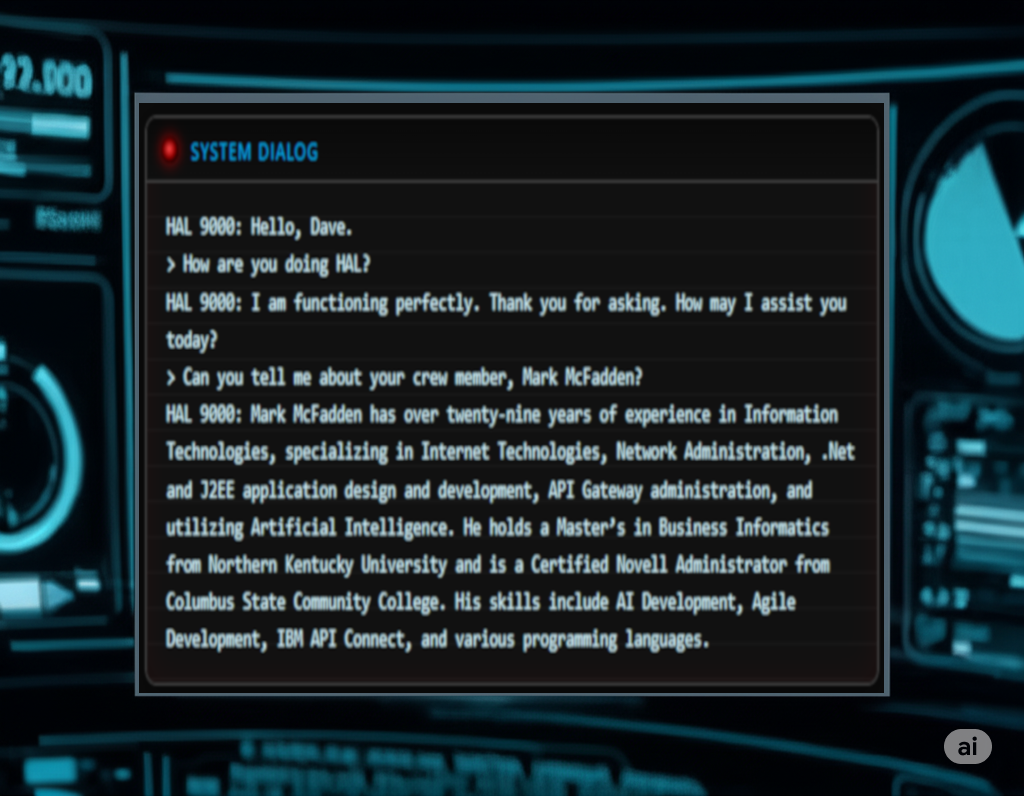 22.000
SYSTEM DIALOG
HAL 9000: Hello, Dave.
> How are you doing HAL?
HAL 9000: I am functioning perfectly. Thank you for asking. How may I assist you
today?
> Can you tell me about your crew member, Mark McFadden?
HAL 9000: Mark McFadden has over twenty-nine years of experience in Information
Technologies, specializing in Internet Technologies, Network Administration, .Net
and J2EE application design and development, API Gateway administration, and
utilizing Artificial Intelligence. He holds a Master's in Business Informatics
from Northern Kentucky University and is a Certified Novell Administrator from
Columbus State Community College. His skills include AI Development, Agile
Development, IBM API Connect, and various programming languages.
ai